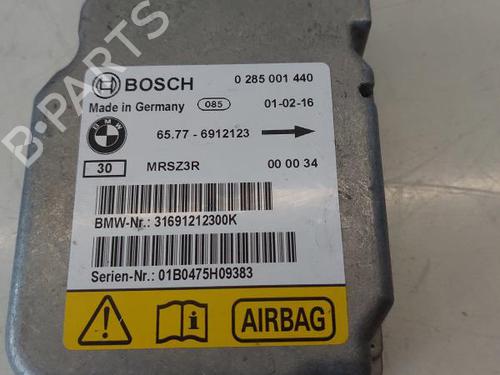 B-PARTS
BOSCH 0 285 001 440
Made in Germany 085 01-02-16
BMW 65.77 - 6912123
30 MRSZ3R 00 00 34
BMW-Nr.: 31691212300K
Serien-Nr.: 01B0475H09383
AIRBAG